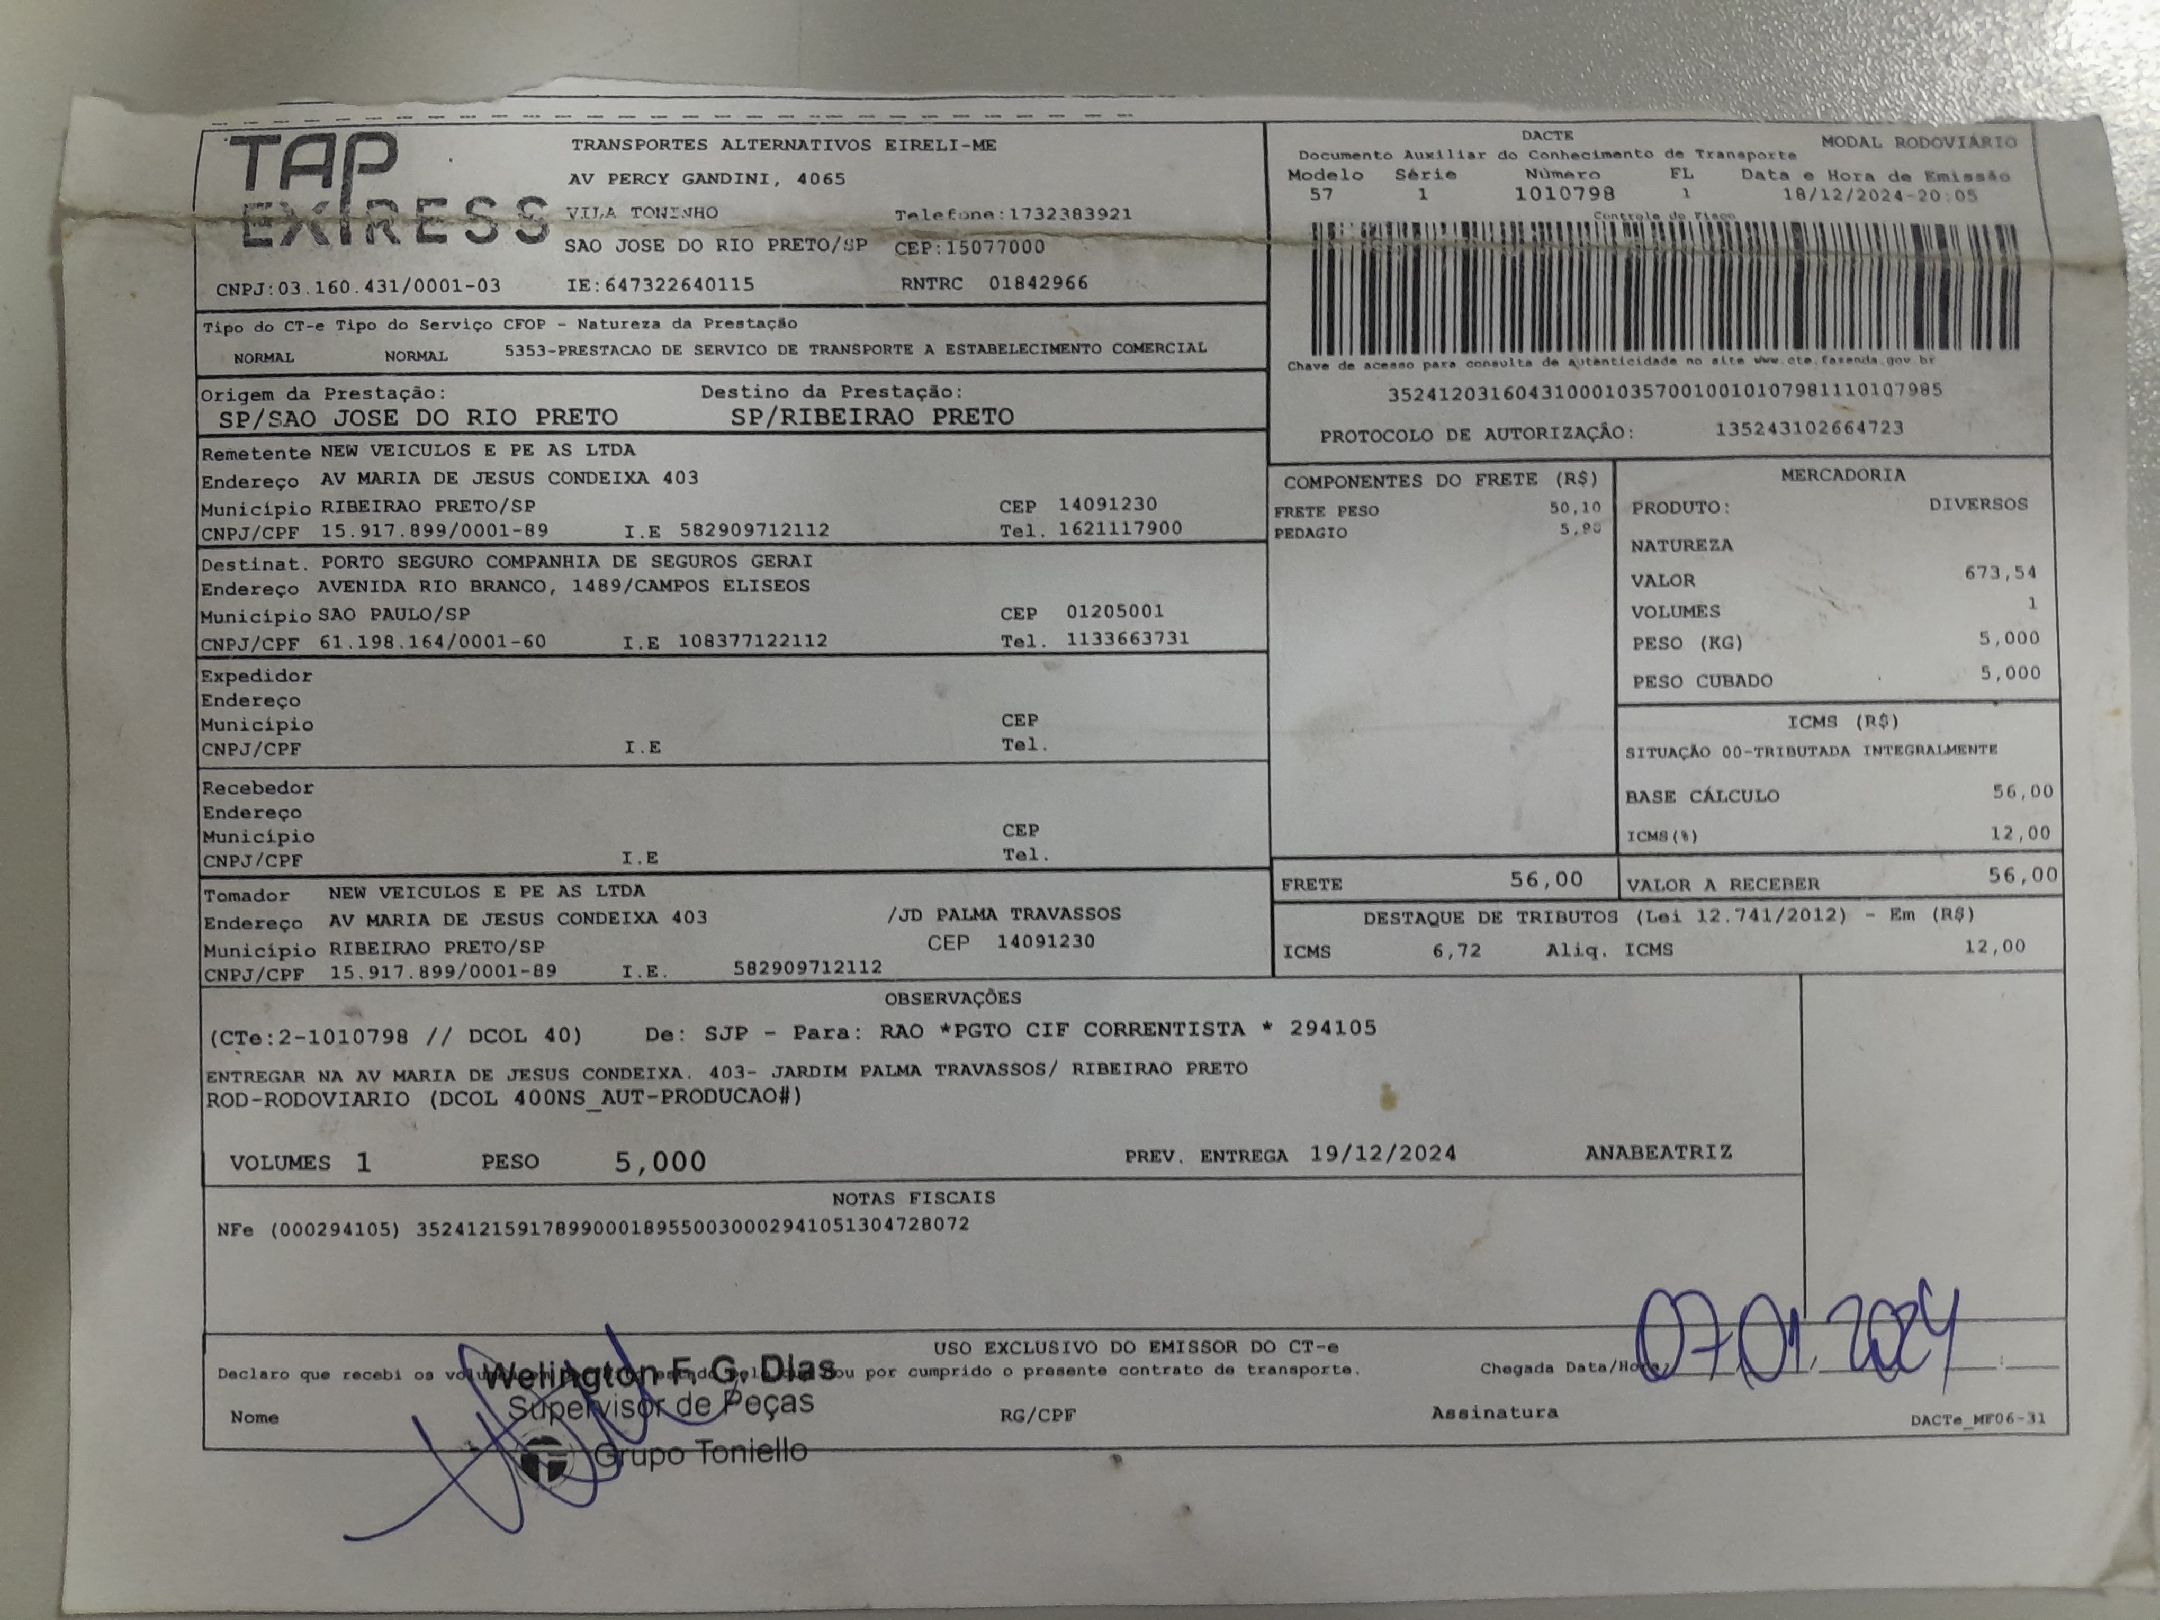 TAP
EXPRESS
TRANSPORTES ALTERNATIVOS EIRELI-ME
AV PERCY GANDINI, 4065
VILA TONINHO Telefone:1732383921
SAO JOSE DO RIO PRETO/SP CEP:15077000
CNPJ:03.160.431/0001-03 IE:647322640115 RNTRC 01842966
DACTE MODAL RODOVIÁRIO
Documento Auxiliar do Conhecimento de Transporte
Modelo Série Número FL Data e Hora de Emissão
57 1 1010798 1 18/12/2024-20:05
Controle do Fisco
Chave de acesso para consulta de autenticidade no site www.cte.fazenda.gov.br
35241203160431000103570010010107981110107985
PROTOCOLO DE AUTORIZAÇÃO: 135243102664723
Tipo do CT-e Tipo do Serviço CFOP - Natureza da Prestação
NORMAL NORMAL 5353-PRESTACAO DE SERVICO DE TRANSPORTE A ESTABELECIMENTO COMERCIAL
Origem da Prestação: Destino da Prestação:
SP/SAO JOSE DO RIO PRETO SP/RIBEIRAO PRETO
Remetente NEW VEICULOS E PE AS LTDA
Endereço AV MARIA DE JESUS CONDEIXA 403
Município RIBEIRAO PRETO/SP CEP 14091230
CNPJ/CPF 15.917.899/0001-89 I.E 582909712112 Tel. 1621117900
Destinat. PORTO SEGURO COMPANHIA DE SEGUROS GERAI
Endereço AVENIDA RIO BRANCO, 1489/CAMPOS ELISEOS
Município SAO PAULO/SP CEP 01205001
CNPJ/CPF 61.198.164/0001-60 I.E 108377122112 Tel. 1133663731
Expedidor
Endereço
Município CEP
CNPJ/CPF I.E Tel.
Recebedor
Endereço
Município CEP
CNPJ/CPF I.E Tel.
Tomador NEW VEICULOS E PE AS LTDA
Endereço AV MARIA DE JESUS CONDEIXA 403 /JD PALMA TRAVASSOS
Município RIBEIRAO PRETO/SP CEP 14091230
CNPJ/CPF 15.917.899/0001-89 I.E. 582909712112
COMPONENTES DO FRETE (R$)
FRETE PESO 50,10
PEDAGIO 5,90
MERCADORIA
PRODUTO: DIVERSOS
NATUREZA
VALOR 673,54
VOLUMES 1
PESO (KG) 5,000
PESO CUBADO 5,000
ICMS (R$)
SITUAÇÃO 00-TRIBUTADA INTEGRALMENTE
BASE CÁLCULO 56,00
ICMS(%) 12,00
FRETE 56,00 VALOR A RECEBER 56,00
DESTAQUE DE TRIBUTOS (Lei 12.741/2012) - Em (R$)
ICMS 6,72 Aliq. ICMS 12,00
OBSERVAÇÕES
(CTe:2-1010798 // DCOL 40) De: SJP - Para: RAO *PGTO CIF CORRENTISTA * 294105
ENTREGAR NA AV MARIA DE JESUS CONDEIXA. 403- JARDIM PALMA TRAVASSOS/ RIBEIRAO PRETO
ROD-RODOVIARIO (DCOL 400NS_AUT-PRODUCAO#)
VOLUMES 1 PESO 5,000 PREV. ENTREGA 19/12/2024 ANABEATRIZ
NOTAS FISCAIS
NFe (000294105) 35241215917899000189550030002941051304728072
USO EXCLUSIVO DO EMISSOR DO CT-e
Declaro que recebi os ou por cumprido o presente contrato de transporte. Chegada Data/Hora: 07/01/2024
Welington F. G. Dias
Supervisor de Peças
Grupo Toniello
Nome RG/CPF Assinatura DACTe_MF06-31